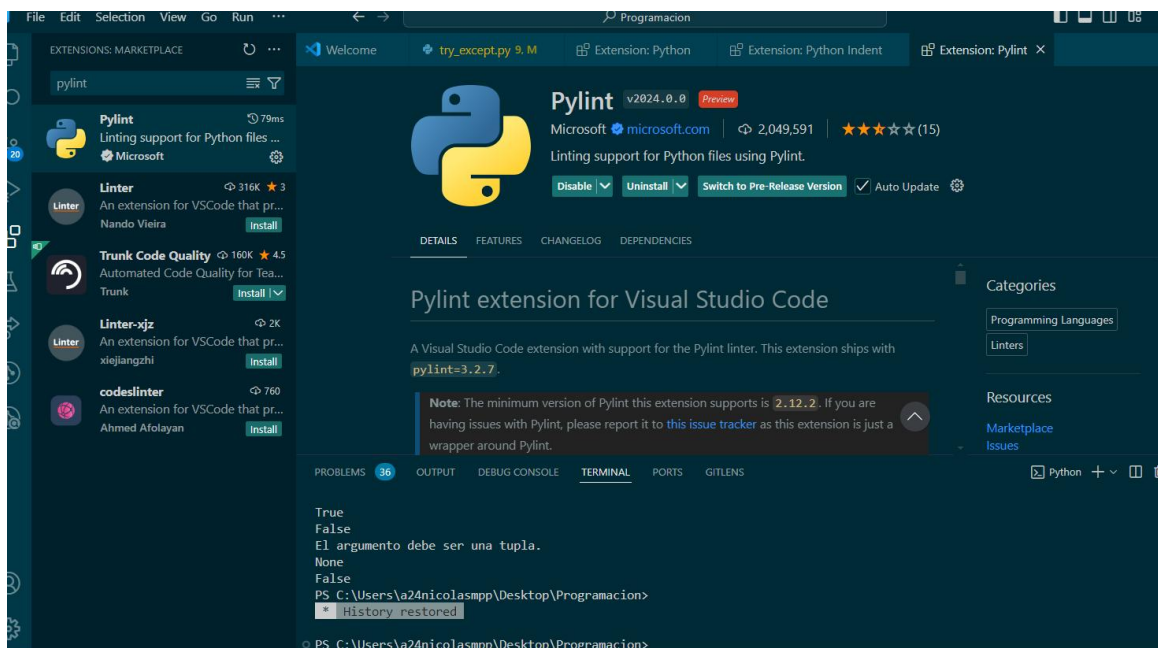 File Edit Selection View Go Run ···
Programacion
EXTENSIONS: MARKETPLACE
pylint
Pylint 79ms
Linting support for Python files ...
Microsoft
20
Linter 316K ★ 3
Linter
An extension for VSCode that pr...
Nando Vieira Install
Trunk Code Quality 160K ★ 4.5
Automated Code Quality for Tea...
Trunk Install
Linter-xjz 2K
Linter
An extension for VSCode that pr...
xiejiangzhi Install
codeslinter 760
An extension for VSCode that pr...
Ahmed Afolayan Install
Welcome try_except.py 9, M Extension: Python Extension: Python Indent Extension: Pylint
Pylint v2024.0.0 Preview
Microsoft microsoft.com 2,049,591 ★★★☆☆(15)
Linting support for Python files using Pylint.
Disable Uninstall Switch to Pre-Release Version Auto Update
DETAILS FEATURES CHANGELOG DEPENDENCIES
Pylint extension for Visual Studio Code
A Visual Studio Code extension with support for the Pylint linter. This extension ships with
pylint=3.2.7.
Note: The minimum version of Pylint this extension supports is 2.12.2. If you are
having issues with Pylint, please report it to this issue tracker as this extension is just a
wrapper around Pylint.
Categories
Programming Languages
Linters
Resources
Marketplace
Issues
PROBLEMS 36 OUTPUT DEBUG CONSOLE TERMINAL PORTS GITLENS
Python
True
False
El argumento debe ser una tupla.
None
False
PS C:\Users\a24nicolasmpp\Desktop\Programacion>
* History restored
PS C:\Users\a24nicolasmpp\Desktop\Programacion>